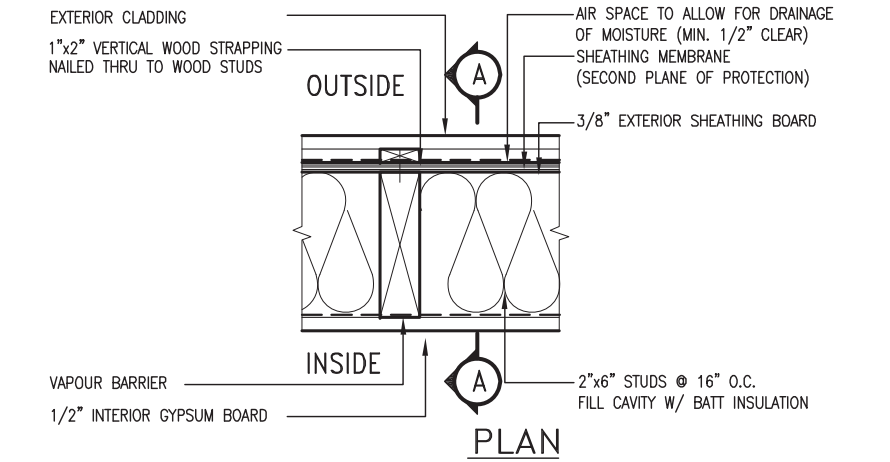 EXTERIOR CLADDING
1"x2" VERTICAL WOOD STRAPPING
NAILED THRU TO WOOD STUDS
OUTSIDE
A
AIR SPACE TO ALLOW FOR DRAINAGE
OF MOISTURE (MIN. 1/2" CLEAR)
SHEATHING MEMBRANE
(SECOND PLANE OF PROTECTION)
3/8" EXTERIOR SHEATHING BOARD
INSIDE
A
VAPOUR BARRIER
1/2" INTERIOR GYPSUM BOARD
2"x6" STUDS @ 16" O.C.
FILL CAVITY W/ BATT INSULATION
PLAN